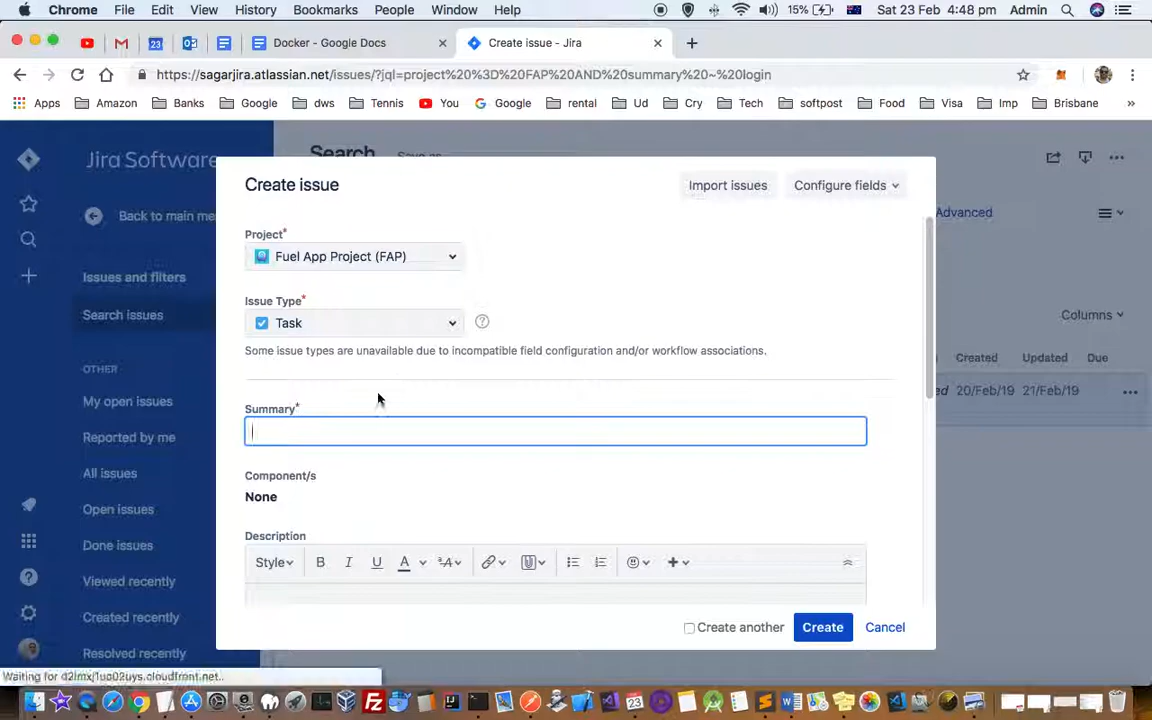 Chrome File Edit View History Bookmarks People Window Help 15% Sat 23 Feb 4:48 pm Admin
Docker - Google Docs Create issue - Jira
https://sagarjira.atlassian.net/issues/?jql=project%20%3D%20FAP%20AND%20summary%20~%20login
Apps Amazon Banks Google dws Tennis You Google rental Ud Cry Tech softpost Food Visa Imp Brisbane »
Jira Software
Search Save as
Create issue
Import issues Configure fields
Back to main me
Advanced
Project*
Fuel App Project (FAP)
Issues and filters
Issue Type*
Search issues
Task
Columns
Some issue types are unavailable due to incompatible field configuration and/or workflow associations.
Created Updated Due
OTHER
ed 20/Feb/19 21/Feb/19
My open issues
Summary*
Reported by me
All issues
Component/s
None
Open issues
Description
Done issues
Style B I U A
Viewed recently
Created recently
Create another Create Cancel
Resolved recently